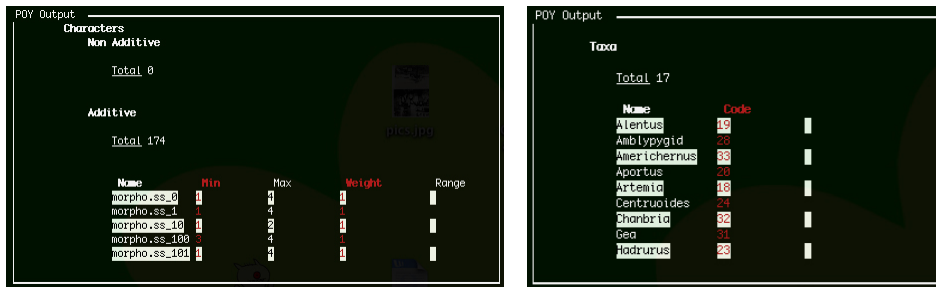 POY Output
Characters
Non Additive
Total 0
Additive
Total 174
Name Min Max Weight Range
morpho.ss_0 1 4 1
morpho.ss_1 1 4 1
morpho.ss_10 1 2 1
morpho.ss_100 3 4 1
morpho.ss_101 1 4 1
pics.jpg
POY Output
Taxa
Total 17
Name Code
Alentus 19
Amblypygid 28
Americhernus 33
Aportus 20
Artemia 18
Centruoides 24
Chanbria 32
Gea 31
Hadrurus 23